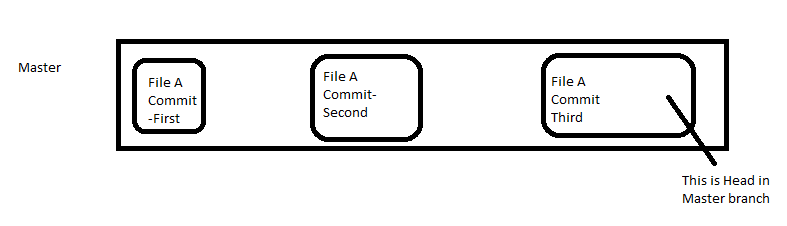 Master
File A
Commit
-First
File A
Commit-
Second
File A
Commit
Third
This is Head in
Master branch